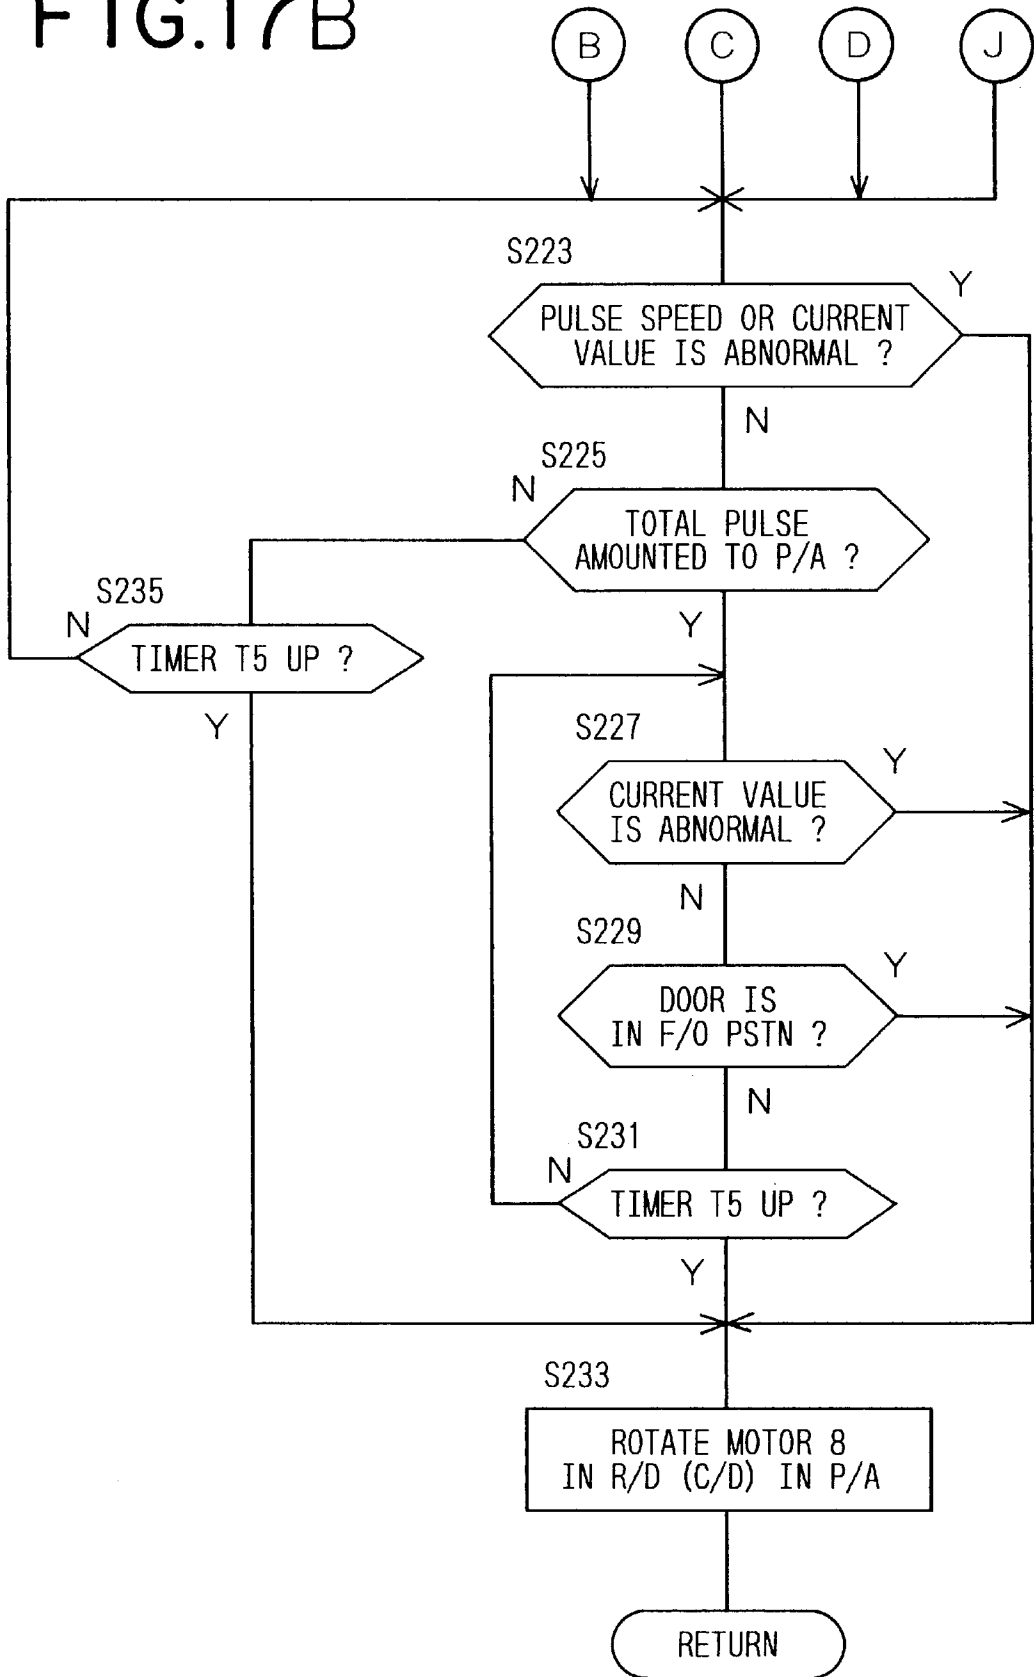 FIG.17B
B
C
D
J
S223
Y
PULSE SPEED OR CURRENT
VALUE IS ABNORMAL ?
N
S225
N
TOTAL PULSE
AMOUNTED TO P/A ?
S235
N
Y
TIMER T5 UP ?
Y
S227
Y
CURRENT VALUE
IS ABNORMAL ?
N
S229
Y
DOOR IS
IN F/O PSTN ?
N
S231
N
TIMER T5 UP ?
Y
S233
ROTATE MOTOR 8
IN R/D (C/D) IN P/A
RETURN